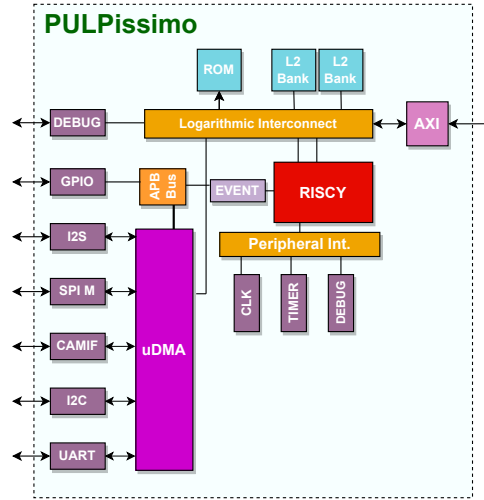 PULPissimo
ROM
L2
Bank
L2
Bank
DEBUG
Logarithmic Interconnect
AXI
GPIO
APB
Bus
EVENT
RISCY
I2S
Peripheral Int.
SPI M
CLK
TIMER
DEBUG
CAMIF
uDMA
I2C
UART